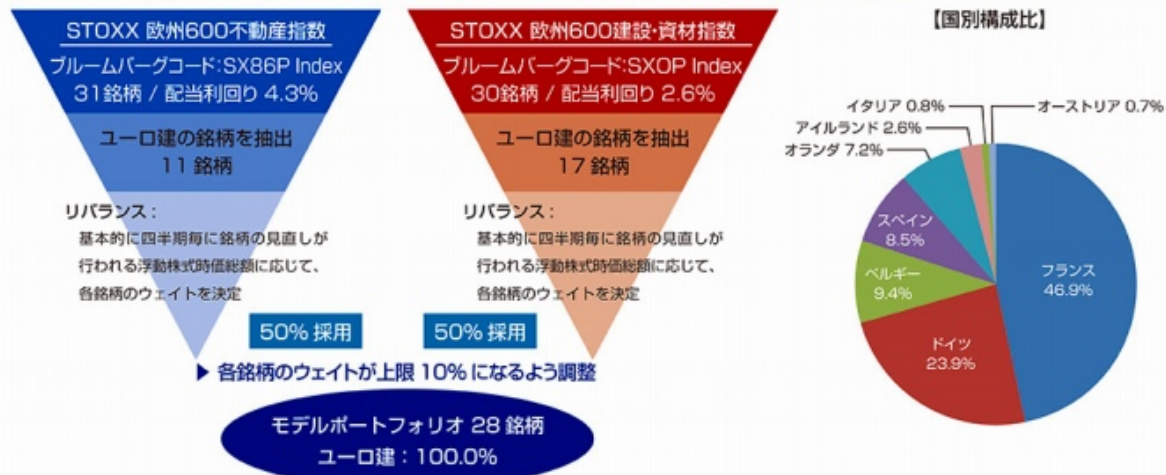 STOXX 欧州600不動産指数
ブルームバーグコード:SX86P Index
31銘柄 / 配当利回り 4.3%
ユーロ建の銘柄を抽出
11 銘柄
リバランス :
基本的に四半期毎に銘柄の見直しが
行われる浮動株式時価総額に応じて、
各銘柄のウェイトを決定
50% 採用
STOXX 欧州600建設・資材指数
ブルームバーグコード:SXOP Index
30銘柄 / 配当利回り 2.6%
ユーロ建の銘柄を抽出
17 銘柄
リバランス :
基本的に四半期毎に銘柄の見直しが
行われる浮動株式時価総額に応じて、
各銘柄のウェイトを決定
50% 採用
▶ 各銘柄のウェイトが上限 10% になるよう調整
モデルポートフォリオ 28 銘柄
ユーロ建 : 100.0%
【国別構成比】
イタリア 0.8%
オーストリア 0.7%
アイルランド 2.6%
オランダ 7.2%
スペイン
8.5%
ベルギー
9.4%
フランス
46.9%
ドイツ
23.9%